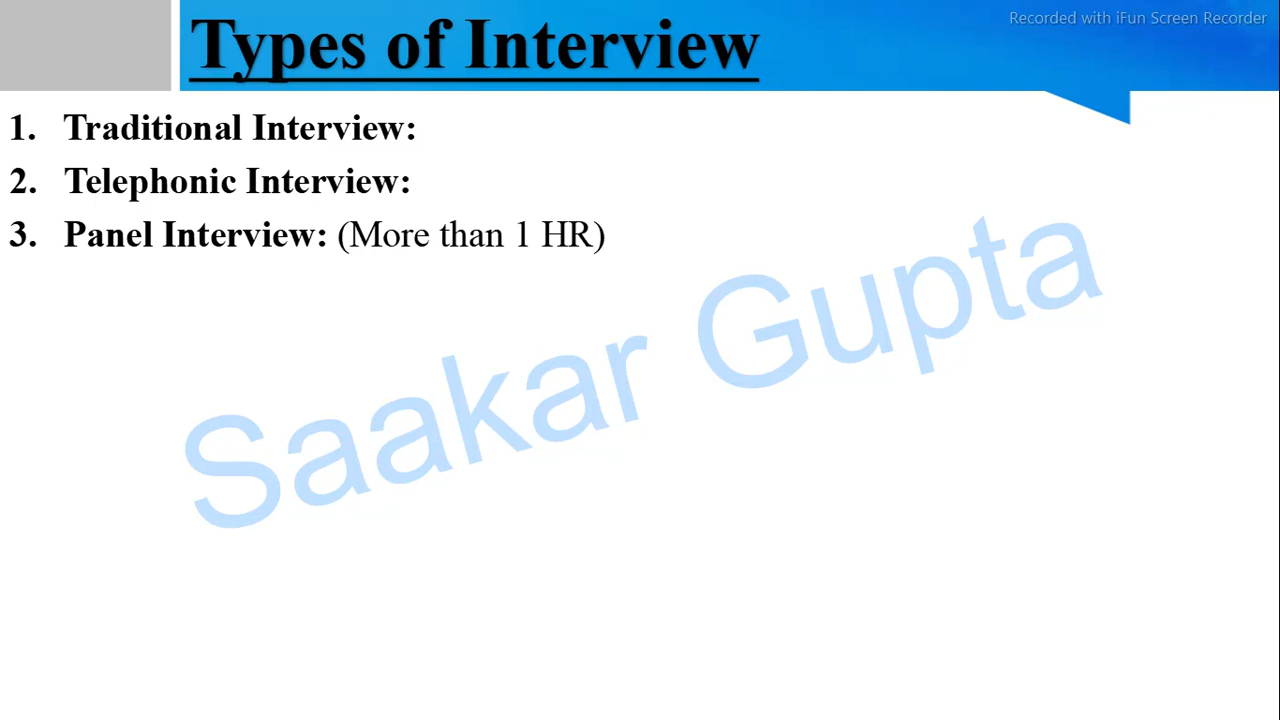 Types of Interview
Recorded with iFun Screen Recorder
1. Traditional Interview:
2. Telephonic Interview:
3. Panel Interview: (More than 1 HR)
Saakar Gupta